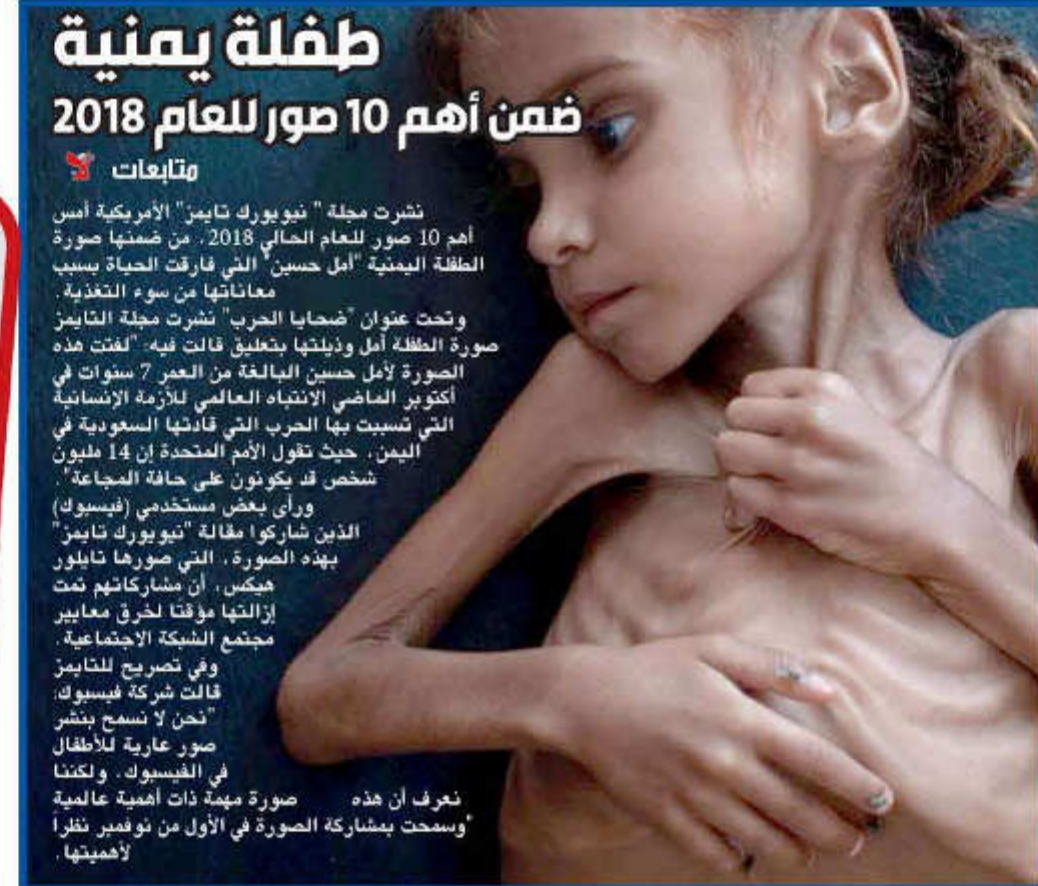 طفلة يمنية
ضمن أهم 10 صور للعام 2018
متابعات لا
نشرت مجلة " نيويورك تايمز" الأمريكية أمس
أهم 10 صور للعام الحالي 2018، من ضمنها صورة
الطفلة اليمنية "أمل حسين" التي فارقت الحياة بسبب
معاناتها من سوء التغذية.
وتحت عنوان "ضحايا الحرب" نشرت مجلة التايمز
صورة الطفلة أمل وذيلتها بتعليق قالت فيه: "لفتت هذه
الصورة لأمل حسين البالغة من العمر 7 سنوات في
أكتوبر الماضي الانتباه العالمي للأزمة الإنسانية
التي تسببت بها الحرب التي قادتها السعودية في
اليمن، حيث تقول الأمم المتحدة إن 14 مليون
شخص قد يكونون على حافة المجاعة".
ورأى بعض مستخدمي (فيسبوك)
الذين شاركوا مقالة "نيويورك تايمز"
بهذه الصورة، التي صورها تايلور
هيكس، أن مشاركاتهم تمت
إزالتها مؤقتا لخرق معايير
مجتمع الشبكة الاجتماعية.
وفي تصريح للتايمز
قالت شركة فيسبوك:
"نحن لا نسمح بنشر
صور عارية للأطفال
في الفيسبوك، ولكننا
نعرف أن هذه صورة مهمة ذات أهمية عالمية
"وسمحت بمشاركة الصورة في الأول من نوفمبر نظراً
لأهميتها.